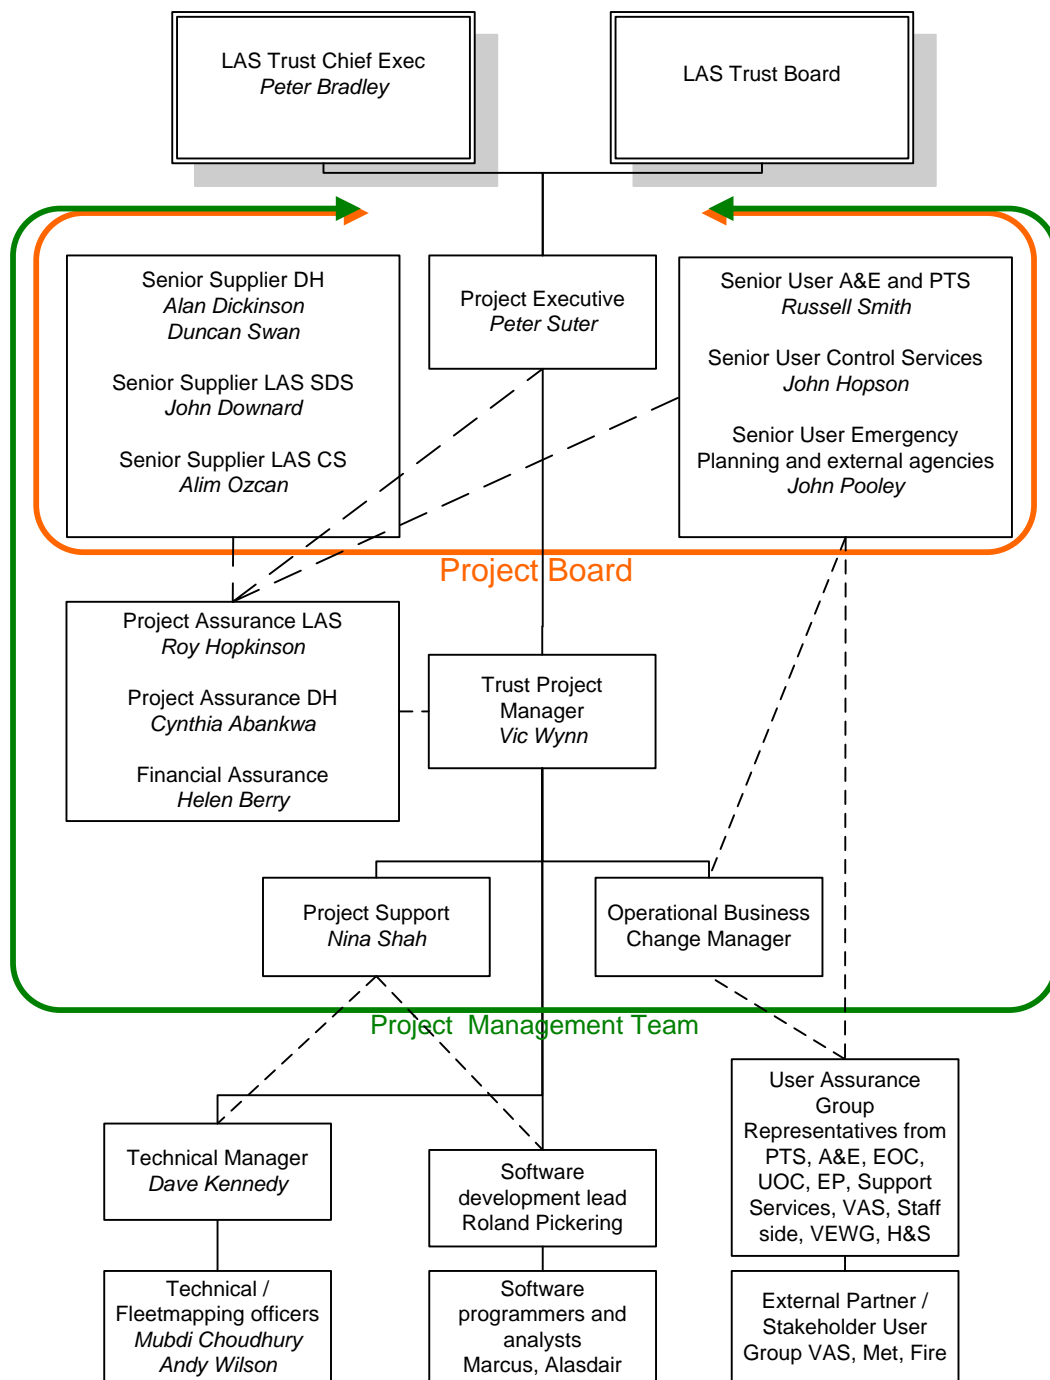 LAS Trust Chief Exec
Peter Bradley
LAS Trust Board
Senior Supplier DH
Alan Dickinson
Duncan Swan
Senior Supplier LAS SDS
John Downard
Senior Supplier LAS CS
Alim Ozcan
Project Executive
Peter Suter
Senior User A&E and PTS
Russell Smith
Senior User Control Services
John Hopson
Senior User Emergency
Planning and external agencies
John Pooley
Project Board
Project Assurance LAS
Roy Hopkinson
Project Assurance DH
Cynthia Abankwa
Financial Assurance
Helen Berry
Trust Project
Manager
Vic Wynn
Project Support
Nina Shah
Operational Business
Change Manager
Project Management Team
Technical Manager
Dave Kennedy
Software
development lead
Roland Pickering
User Assurance
Group
Representatives from
PTS, A&E, EOC,
UOC, EP, Support
Services, VAS, Staff
side, VEWG, H&S
Technical /
Fleetmapping officers
Mubdi Choudhury
Andy Wilson
Software
programmers and
analysts
Marcus, Alasdair
External Partner /
Stakeholder User
Group VAS, Met, Fire